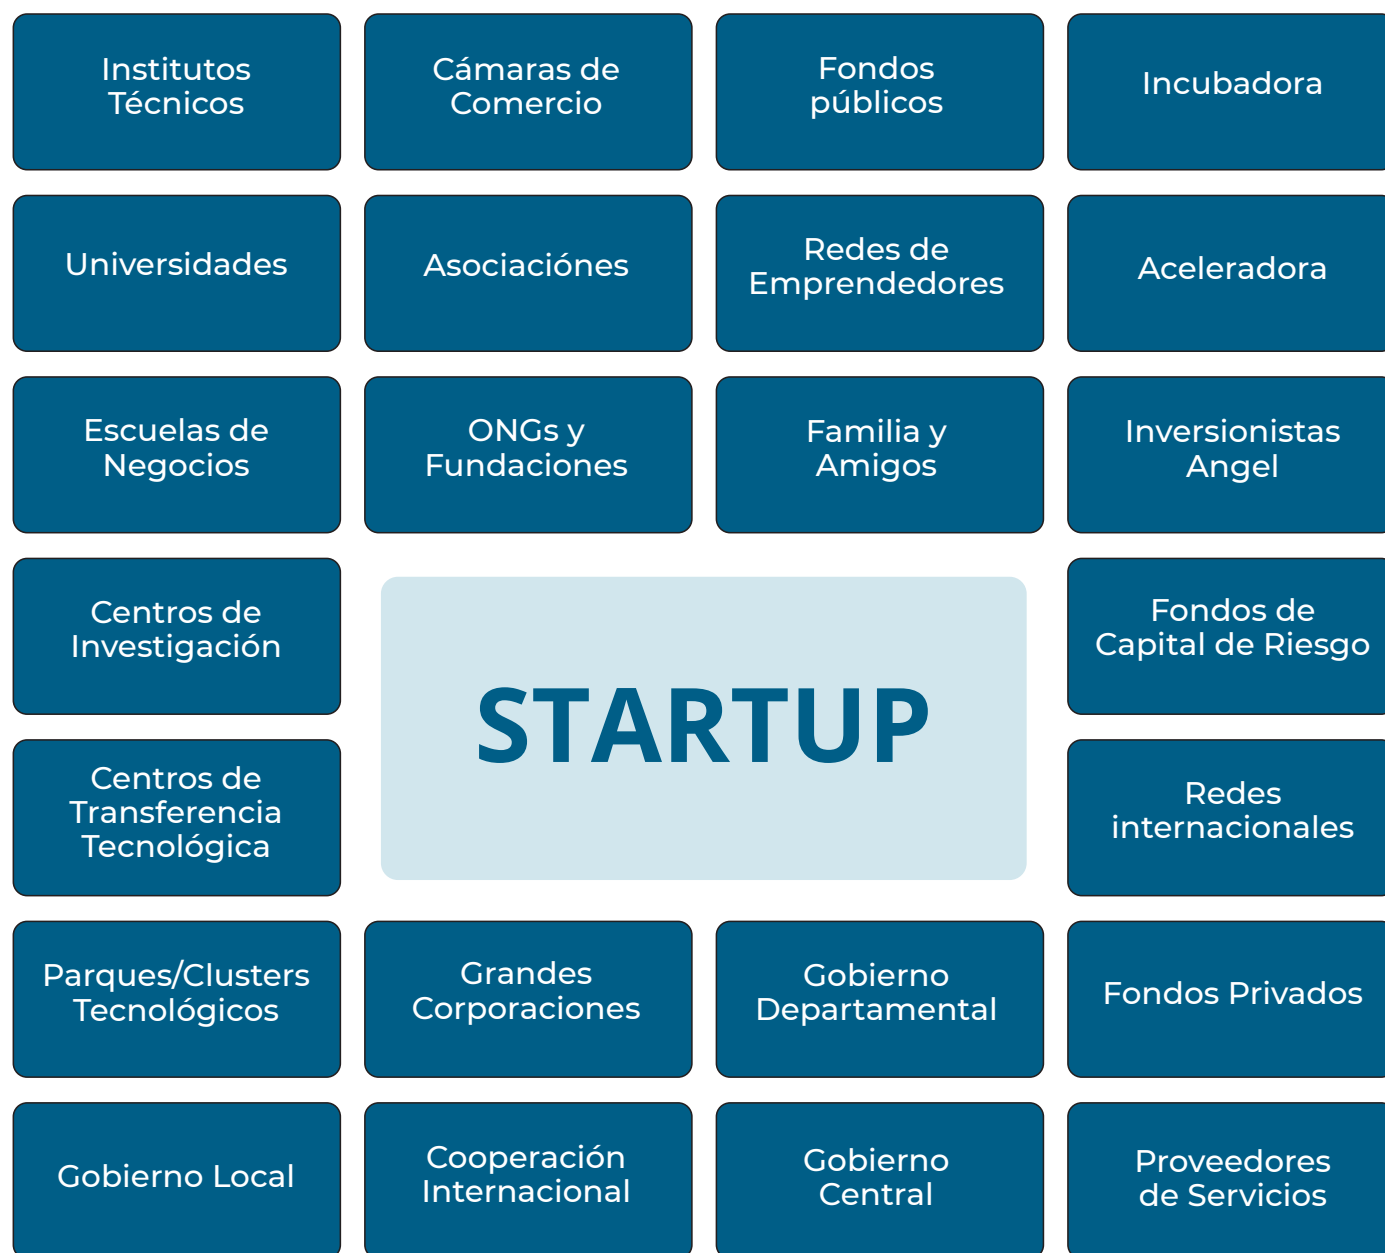 Institutos
Técnicos
Cámaras de
Comercio
Fondos
públicos
Incubadora
Universidades
Asociaciónes
Redes de
Emprendedores
Aceleradora
Escuelas de
Negocios
ONGs y
Fundaciones
Familia y
Amigos
Inversionistas
Angel
Centros de
Investigación
STARTUP
Fondos de
Capital de Riesgo
Centros de
Transferencia
Tecnológica
Redes
internacionales
Parques/Clusters
Tecnológicos
Grandes
Corporaciones
Gobierno
Departamental
Fondos Privados
Gobierno Local
Cooperación
Internacional
Gobierno
Central
Proveedores
de Servicios